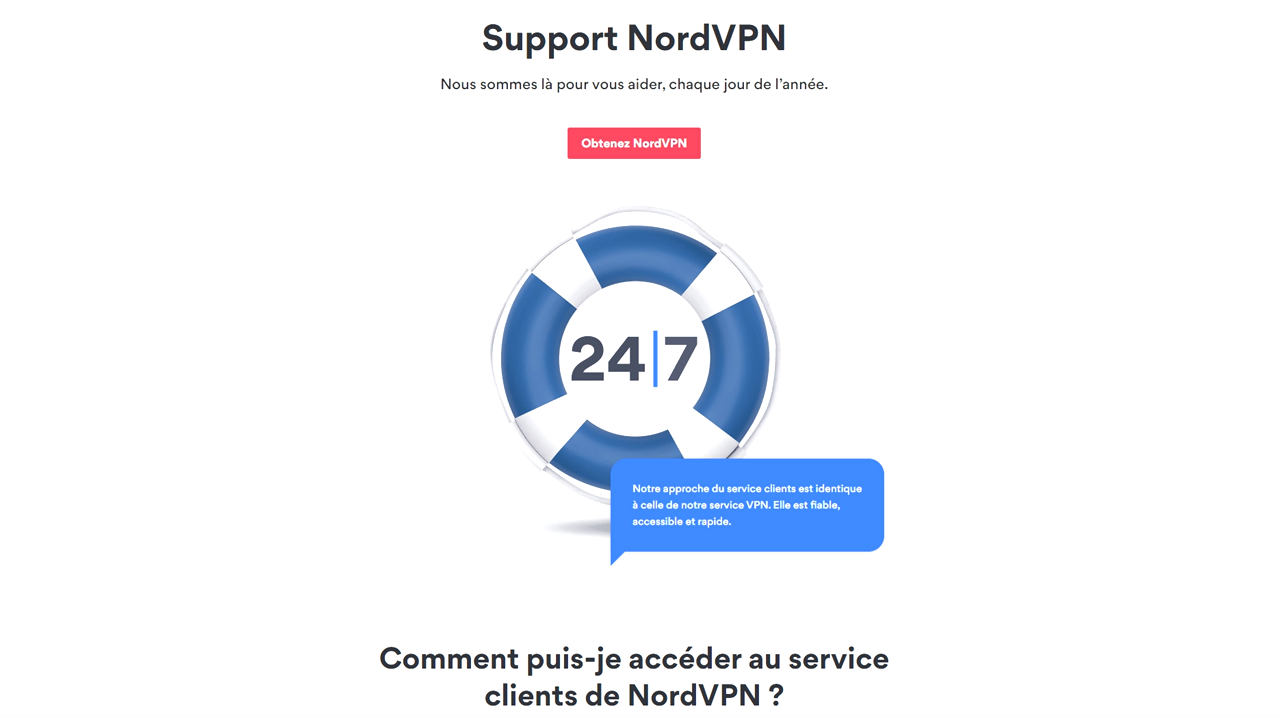 Support NordVPN
Nous sommes là pour vous aider, chaque jour de l’année.
Obtenez NordVPN
24|7
Notre approche du service clients est identique
à celle de notre service VPN. Elle est fiable,
accessible et rapide.
Comment puis-je accéder au service
clients de NordVPN ?